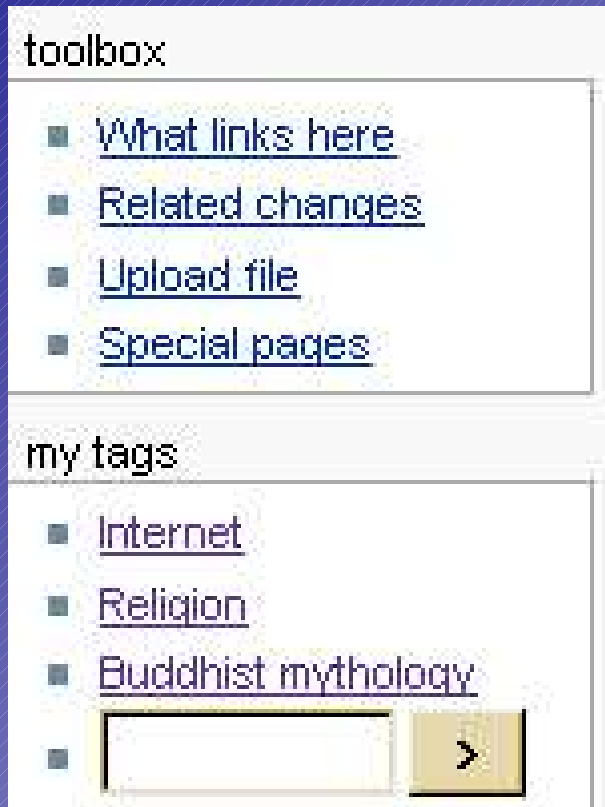 toolbox
What links here
Related changes
Upload file
Special pages
my tags
Internet
Religion
Buddhist mythology
>